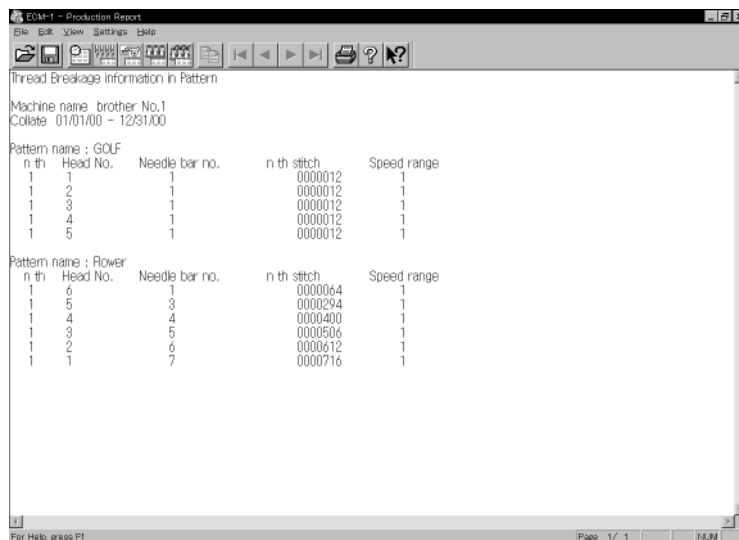 ECM-1 - Production Report
File Edit View Settings Help
Thread Breakage information in Pattern
Machine name brother No.1
Collate 01/01/00 - 12/31/00
Pattern name : GOLF
n th Head No. Needle bar no. n th stitch Speed range
1 1 1 0000012 1
1 2 1 0000012 1
1 3 1 0000012 1
1 4 1 0000012 1
1 5 1 0000012 1
Pattern name : Flower
n th Head No. Needle bar no. n th stitch Speed range
1 6 1 0000064 1
1 5 3 0000294 1
1 4 4 0000400 1
1 3 5 0000506 1
1 2 6 0000612 1
1 1 7 0000716 1
For Help, press F1 Page 1/ 1 NUM